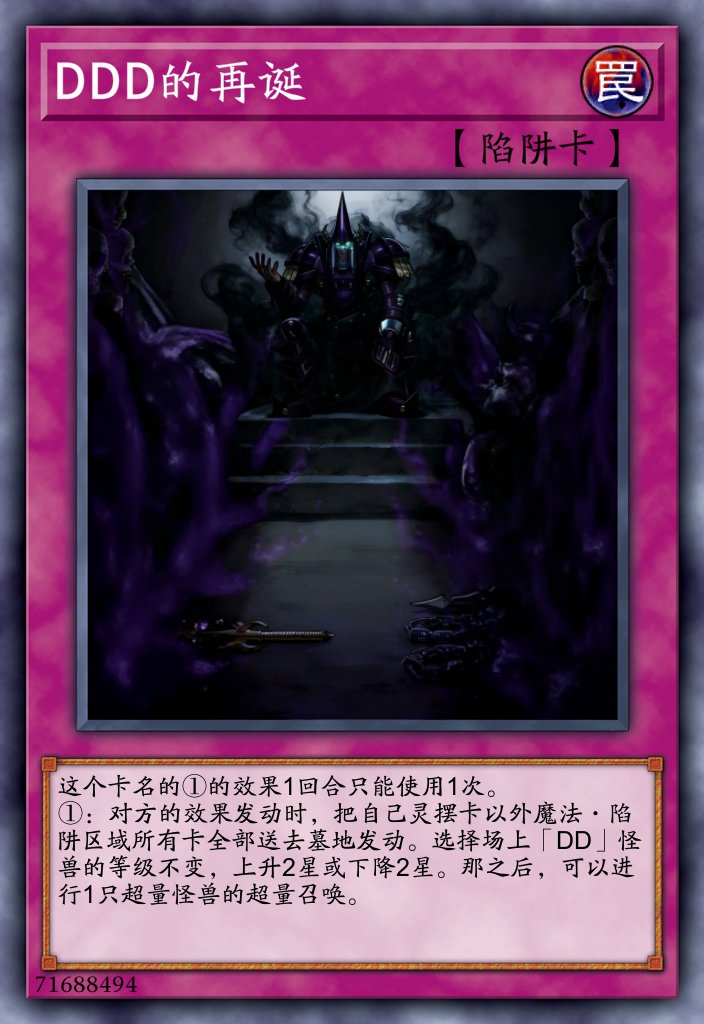 DDD的再诞
罠
【陷阱卡】
这个卡名的①的效果1回合只能使用1次。
①：对方的效果发动时，把自己灵摆卡以外魔法·陷
阱区域所有卡全部送去墓地发动。选择场上「DD」怪
兽的等级不变，上升2星或下降2星。那之后，可以进
行1只超量怪兽的超量召唤。
71688494